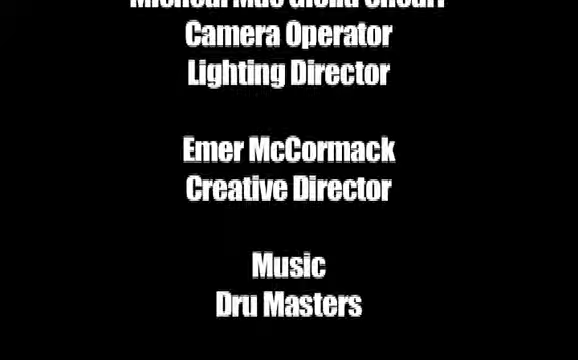 Camera Operator
Lighting Director
Emer McCormack
Creative Director
Music
Dru Masters